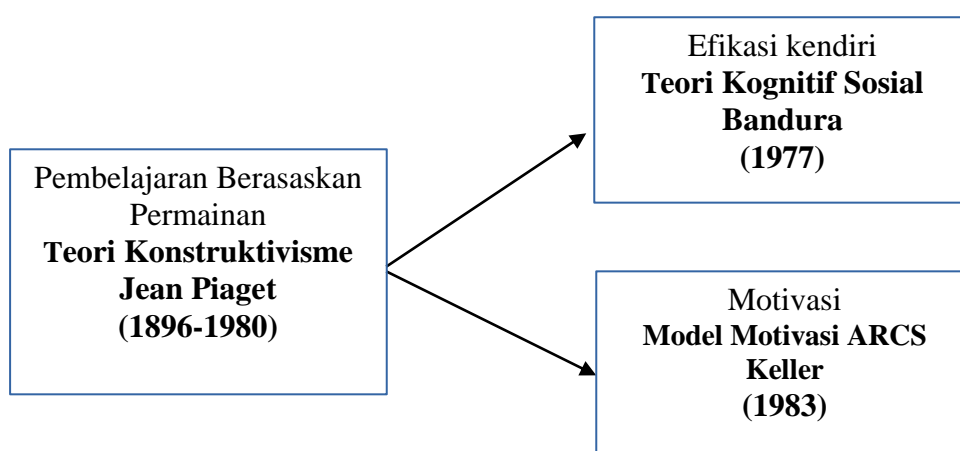 Pembelajaran Berasaskan
Permainan
Teori Konstruktivisme
Jean Piaget
(1896-1980)
Efikasi kendiri
Teori Kognitif Sosial
Bandura
(1977)
Motivasi
Model Motivasi ARCS
Keller
(1983)